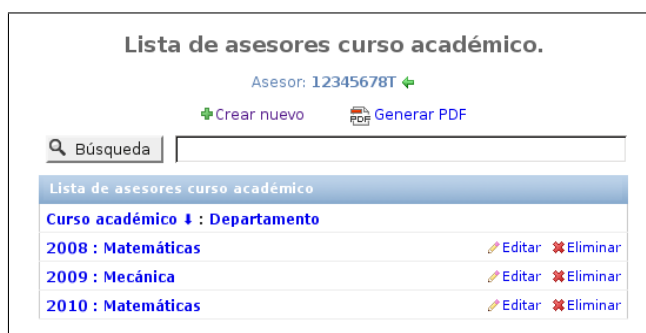 Lista de asesores curso académico.
Asesor: 12345678T
Crear nuevo PDF Generar PDF
Búsqueda
Lista de asesores curso académico
Curso académico : Departamento
2008 : Matemáticas Editar Eliminar
2009 : Mecánica Editar Eliminar
2010 : Matemáticas Editar Eliminar